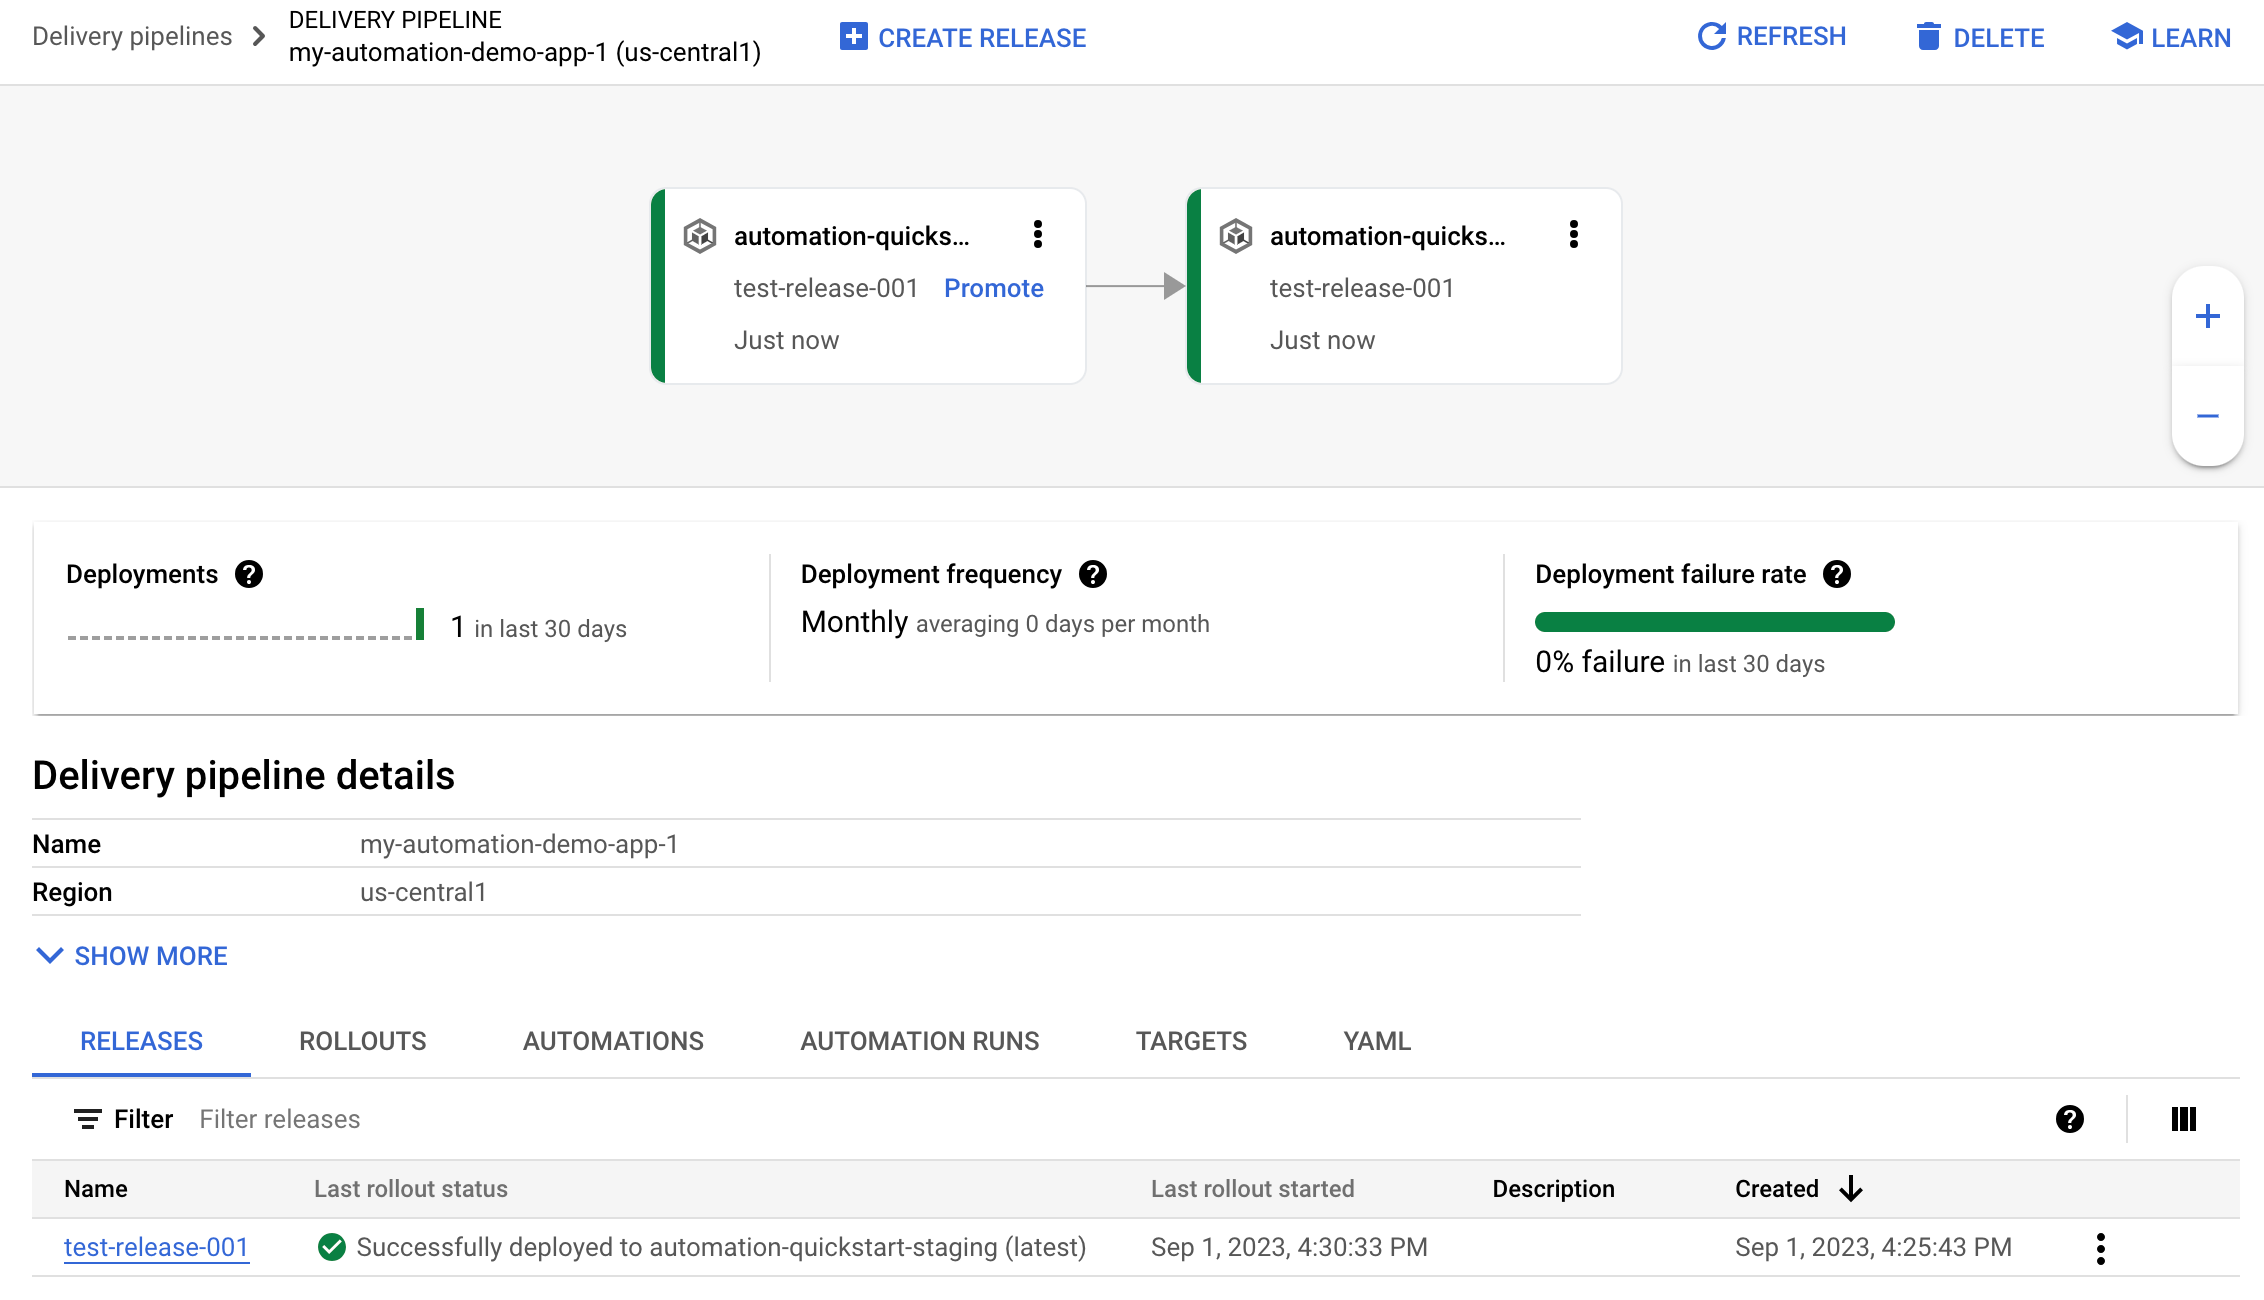 Delivery pipelines
DELIVERY PIPELINE
my-automation-demo-app-1 (us-central1)
CREATE RELEASE
REFRESH
DELETE
LEARN
automation-quicks...
test-release-001 Promote
Just now
automation-quicks...
test-release-001
Just now
Deployments
1 in last 30 days
Deployment frequency
Monthly averaging 0 days per month
Deployment failure rate
0% failure in last 30 days
Delivery pipeline details
Name my-automation-demo-app-1
Region us-central1
SHOW MORE
RELEASES ROLLOUTS AUTOMATIONS AUTOMATION RUNS TARGETS YAML
Filter Filter releases
Name Last rollout status Last rollout started Description Created
test-release-001 Successfully deployed to automation-quickstart-staging (latest) Sep 1, 2023, 4:30:33 PM Sep 1, 2023, 4:25:43 PM